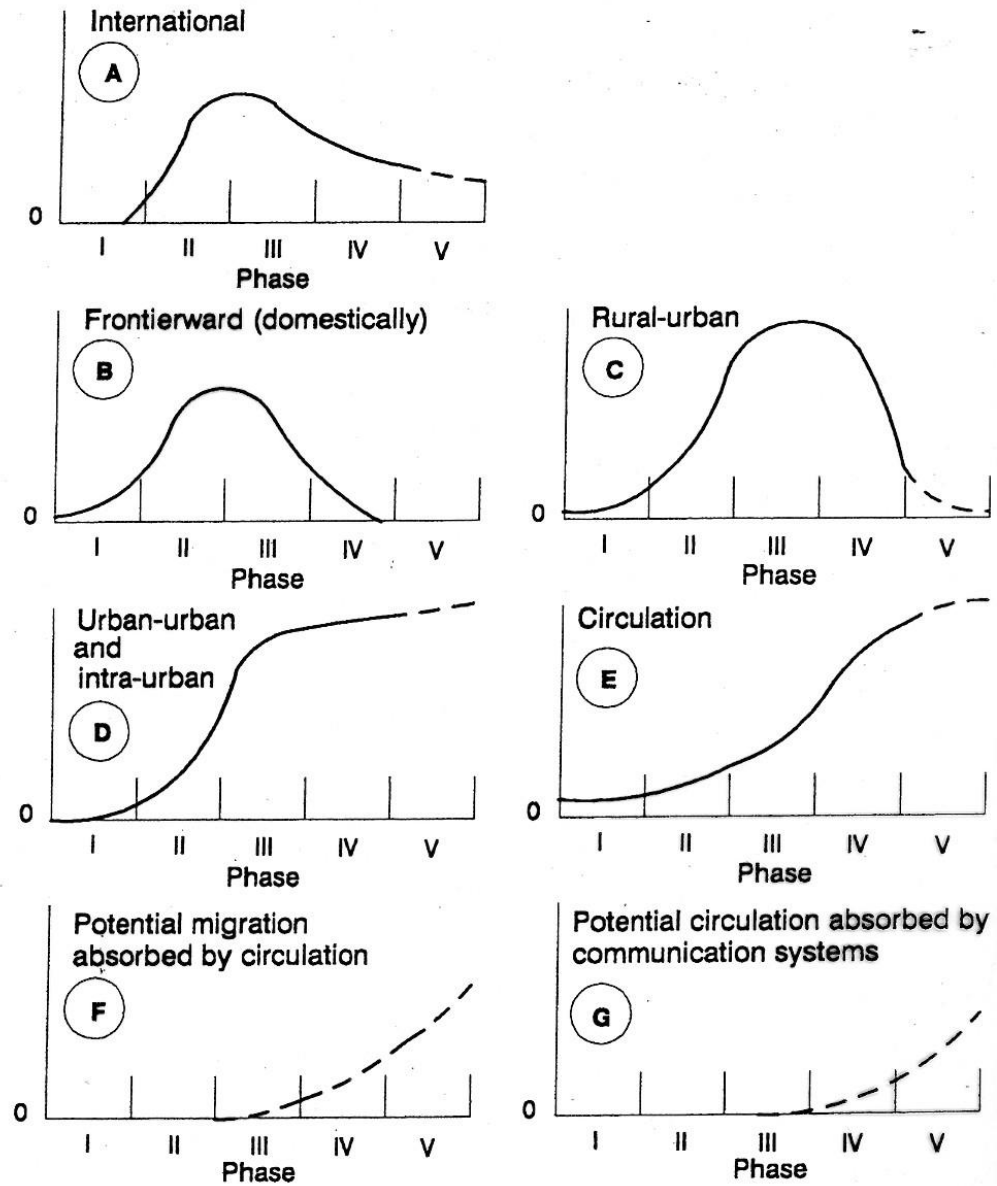 International
A
0
I II III IV V
Phase
Frontierward (domestically)
B
0
I II III IV V
Phase
Rural-urban
C
0
I II III IV V
Phase
Urban-urban
and
intra-urban
D
0
I II III IV V
Phase
Circulation
E
0
I II III IV V
Phase
Potential migration
absorbed by circulation
F
0
I II III IV V
Phase
Potential circulation absorbed by
communication systems
G
0
I II III IV V
Phase